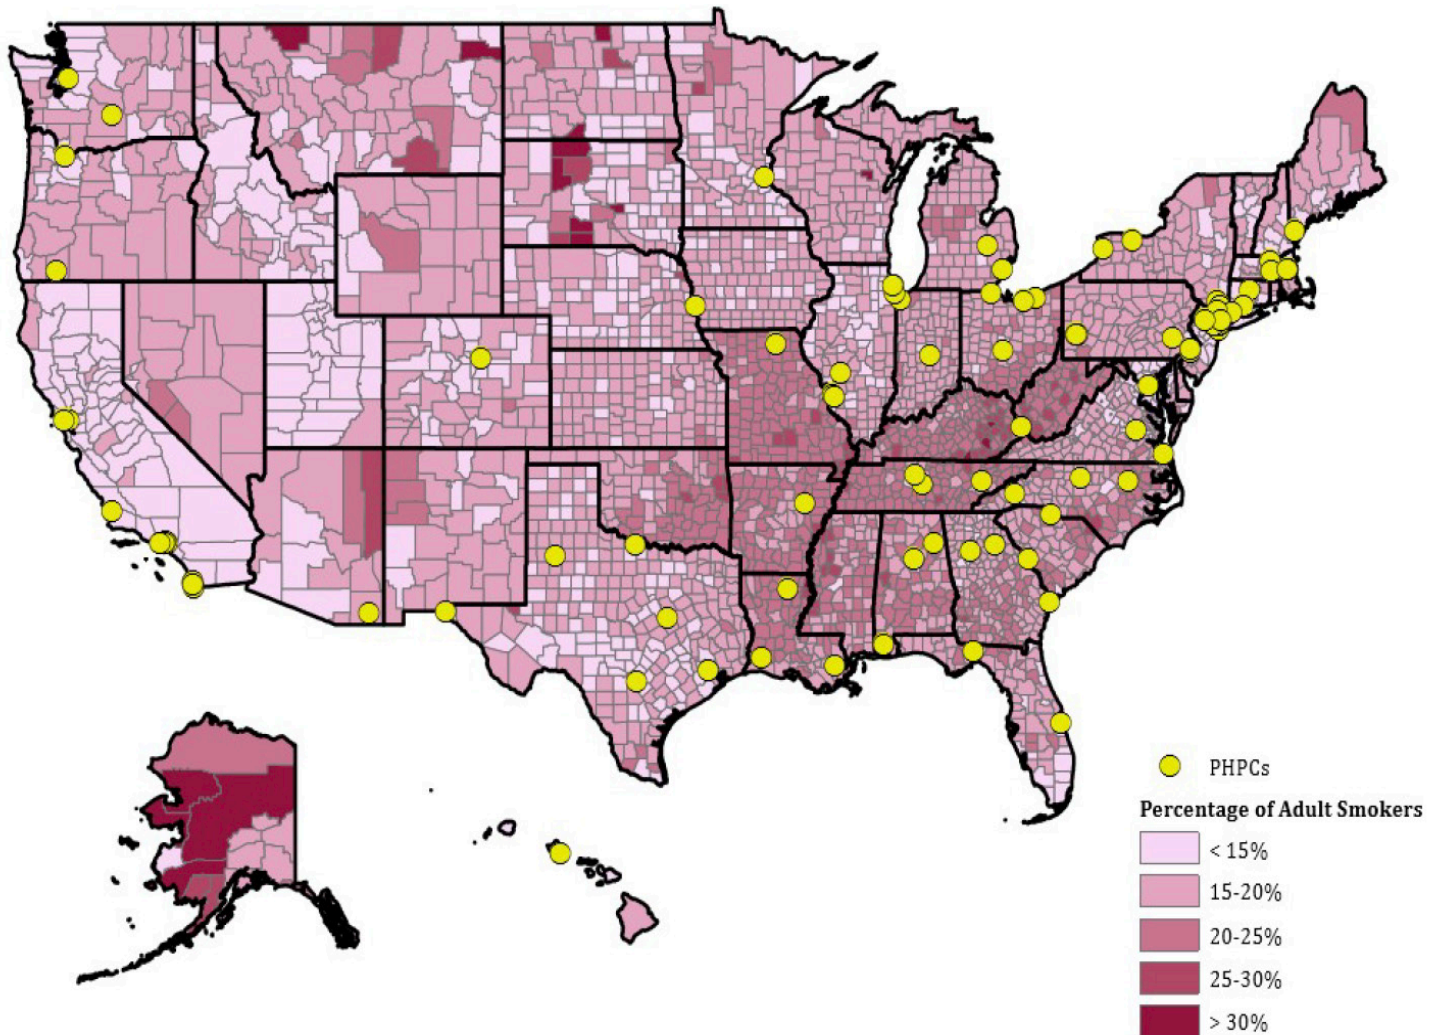 PHPCs
Percentage of Adult Smokers
< 15%
15-20%
20-25%
25-30%
> 30%